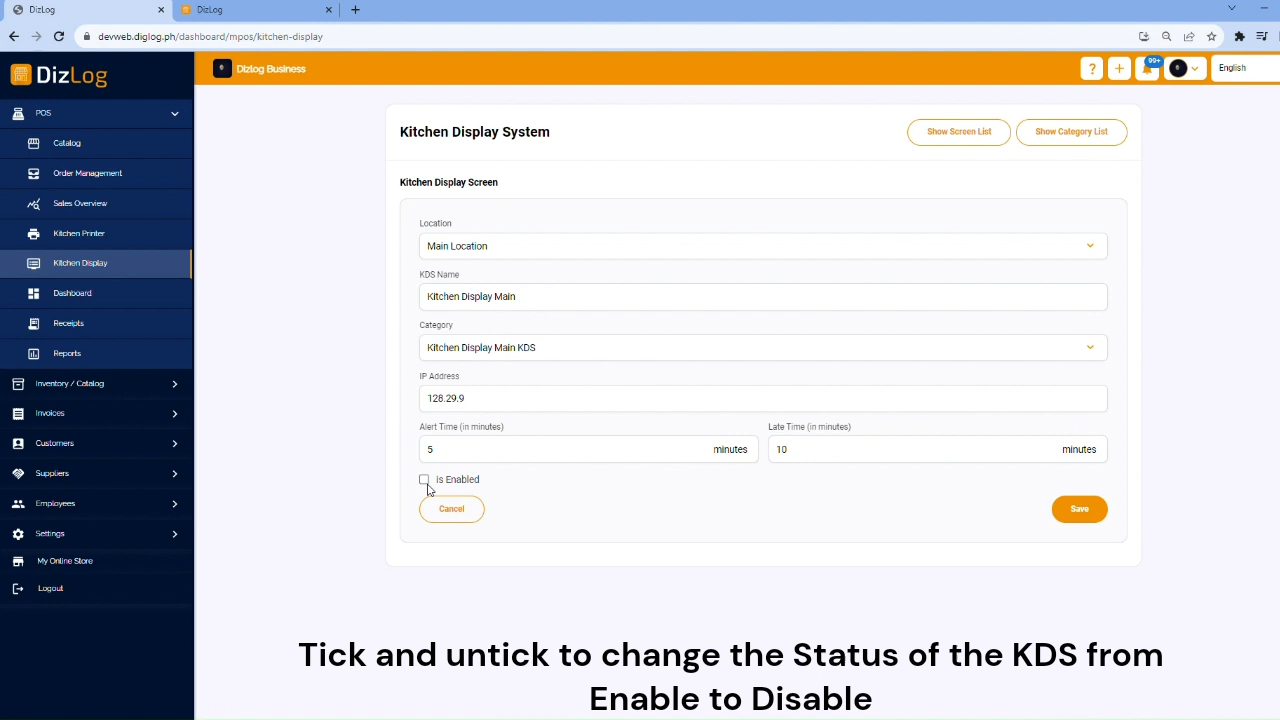 DizLog
DizLog
devweb.diglog.ph/dashboard/mpos/kitchen-display
DizLog
Dizlog Business
?
99+
English
POS
Catalog
Order Management
Sales Overview
Kitchen Printer
Kitchen Display
Dashboard
Receipts
Reports
Inventory / Catalog
Invoices
Customers
Suppliers
Employees
Settings
My Online Store
Logout
Kitchen Display System
Show Screen List
Show Category List
Kitchen Display Screen
Location
Main Location
KDS Name
Kitchen Display Main
Category
Kitchen Display Main KDS
IP Address
128.29.9
Alert Time (in minutes)
Late Time (in minutes)
5 minutes
10 minutes
Is Enabled
Cancel
Save
Tick and untick to change the Status of the KDS from
Enable to Disable